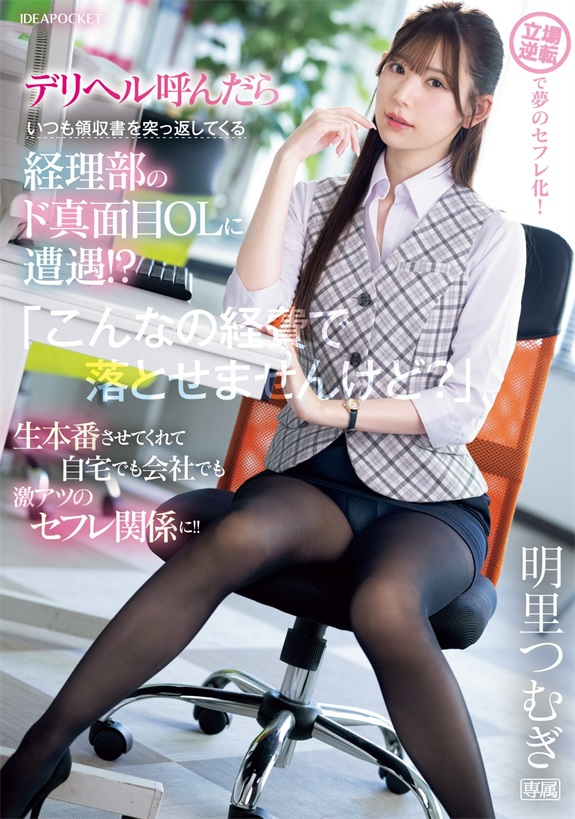 IDEAPOCKET
立場
逆転
で夢のセフレ化!
デリヘル呼んだら
いつも領収書を突っ返してくる
経理部の
ド真面目OLに
遭遇!?
「こんなの経費で
落とせませんけど?」
生本番させてくれて
自宅でも会社でも
激アツの
セフレ関係に!!
明里つむぎ
専属